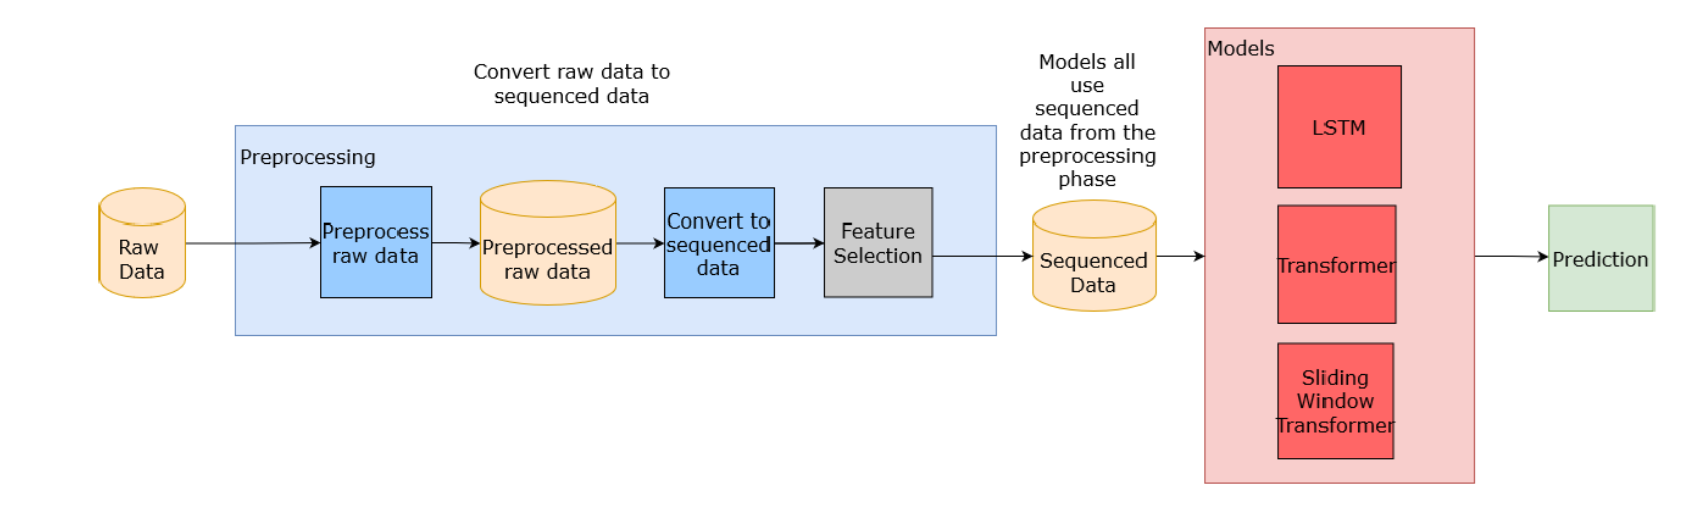 Convert raw data to
sequenced data
Preprocessing
Raw
Data
Preprocess
raw data
Preprocessed
raw data
Convert to
sequenced
data
Feature
Selection
Models all
use
sequenced
data from the
preprocessing
phase
Sequenced
Data
Models
LSTM
Transformer
Sliding
Window
Transformer
Prediction